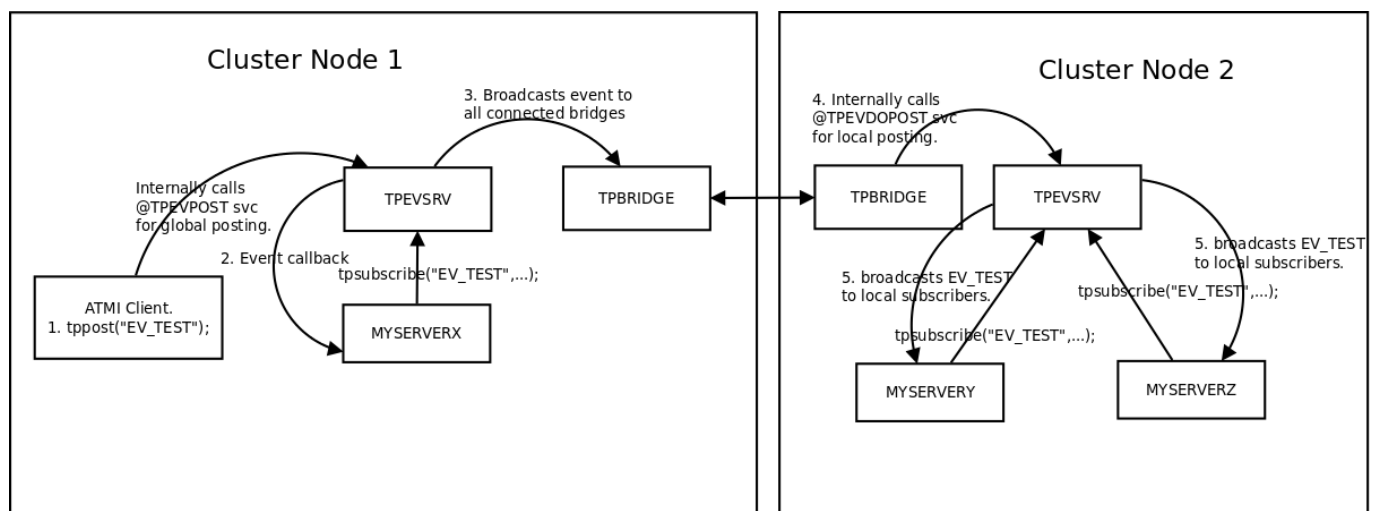 Cluster Node 1
3. Broadcasts event to
all connected bridges
TPEVSRV
TPBRIDGE
Internally calls
@TPEVPOST svc
for global posting.
2. Event callback
tpsubscribe("EV_TEST",...);
ATMI Client.
1. tppost("EV_TEST");
MYSERVERX
Cluster Node 2
4. Internally calls
@TPEVDOPOST svc
for local posting.
TPBRIDGE
TPEVSRV
5. broadcasts EV_TEST
to local subscribers.
5. broadcasts EV_TEST
to local subscribers.
tpsubscribe("EV_TEST",...);
tpsubscribe("EV_TEST",...);
MYSERVERY
MYSERVERZ